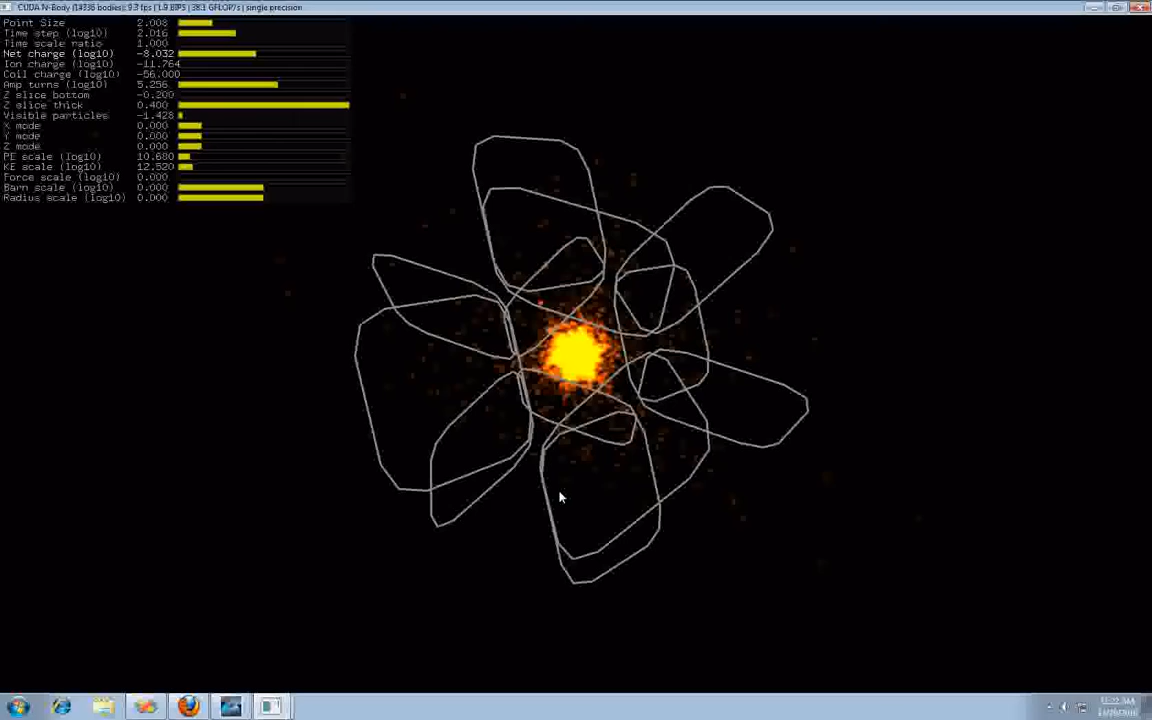 CUDA N-Body (14336 bodies): 9.3 fps | 1.9 BIPS | 38.1 GFLOP/s | single precision
Point Size 2.008
Time step (log10) 2.016
Time scale ratio 1.000
Net charge (log10) -8.032
Ion charge (log10) -11.764
Coil charge (log10) -56.000
Amp turns (log10) 5.256
Z slice bottom -0.200
Z slice thick 0.400
Visible particles -1.428
X mode 0.000
Y mode 0.000
Z mode 0.000
PE scale (log10) 10.680
KE scale (log10) 12.520
Force scale (log10) 0.000
Barn scale (log10) 0.000
Radius scale (log10) 0.000